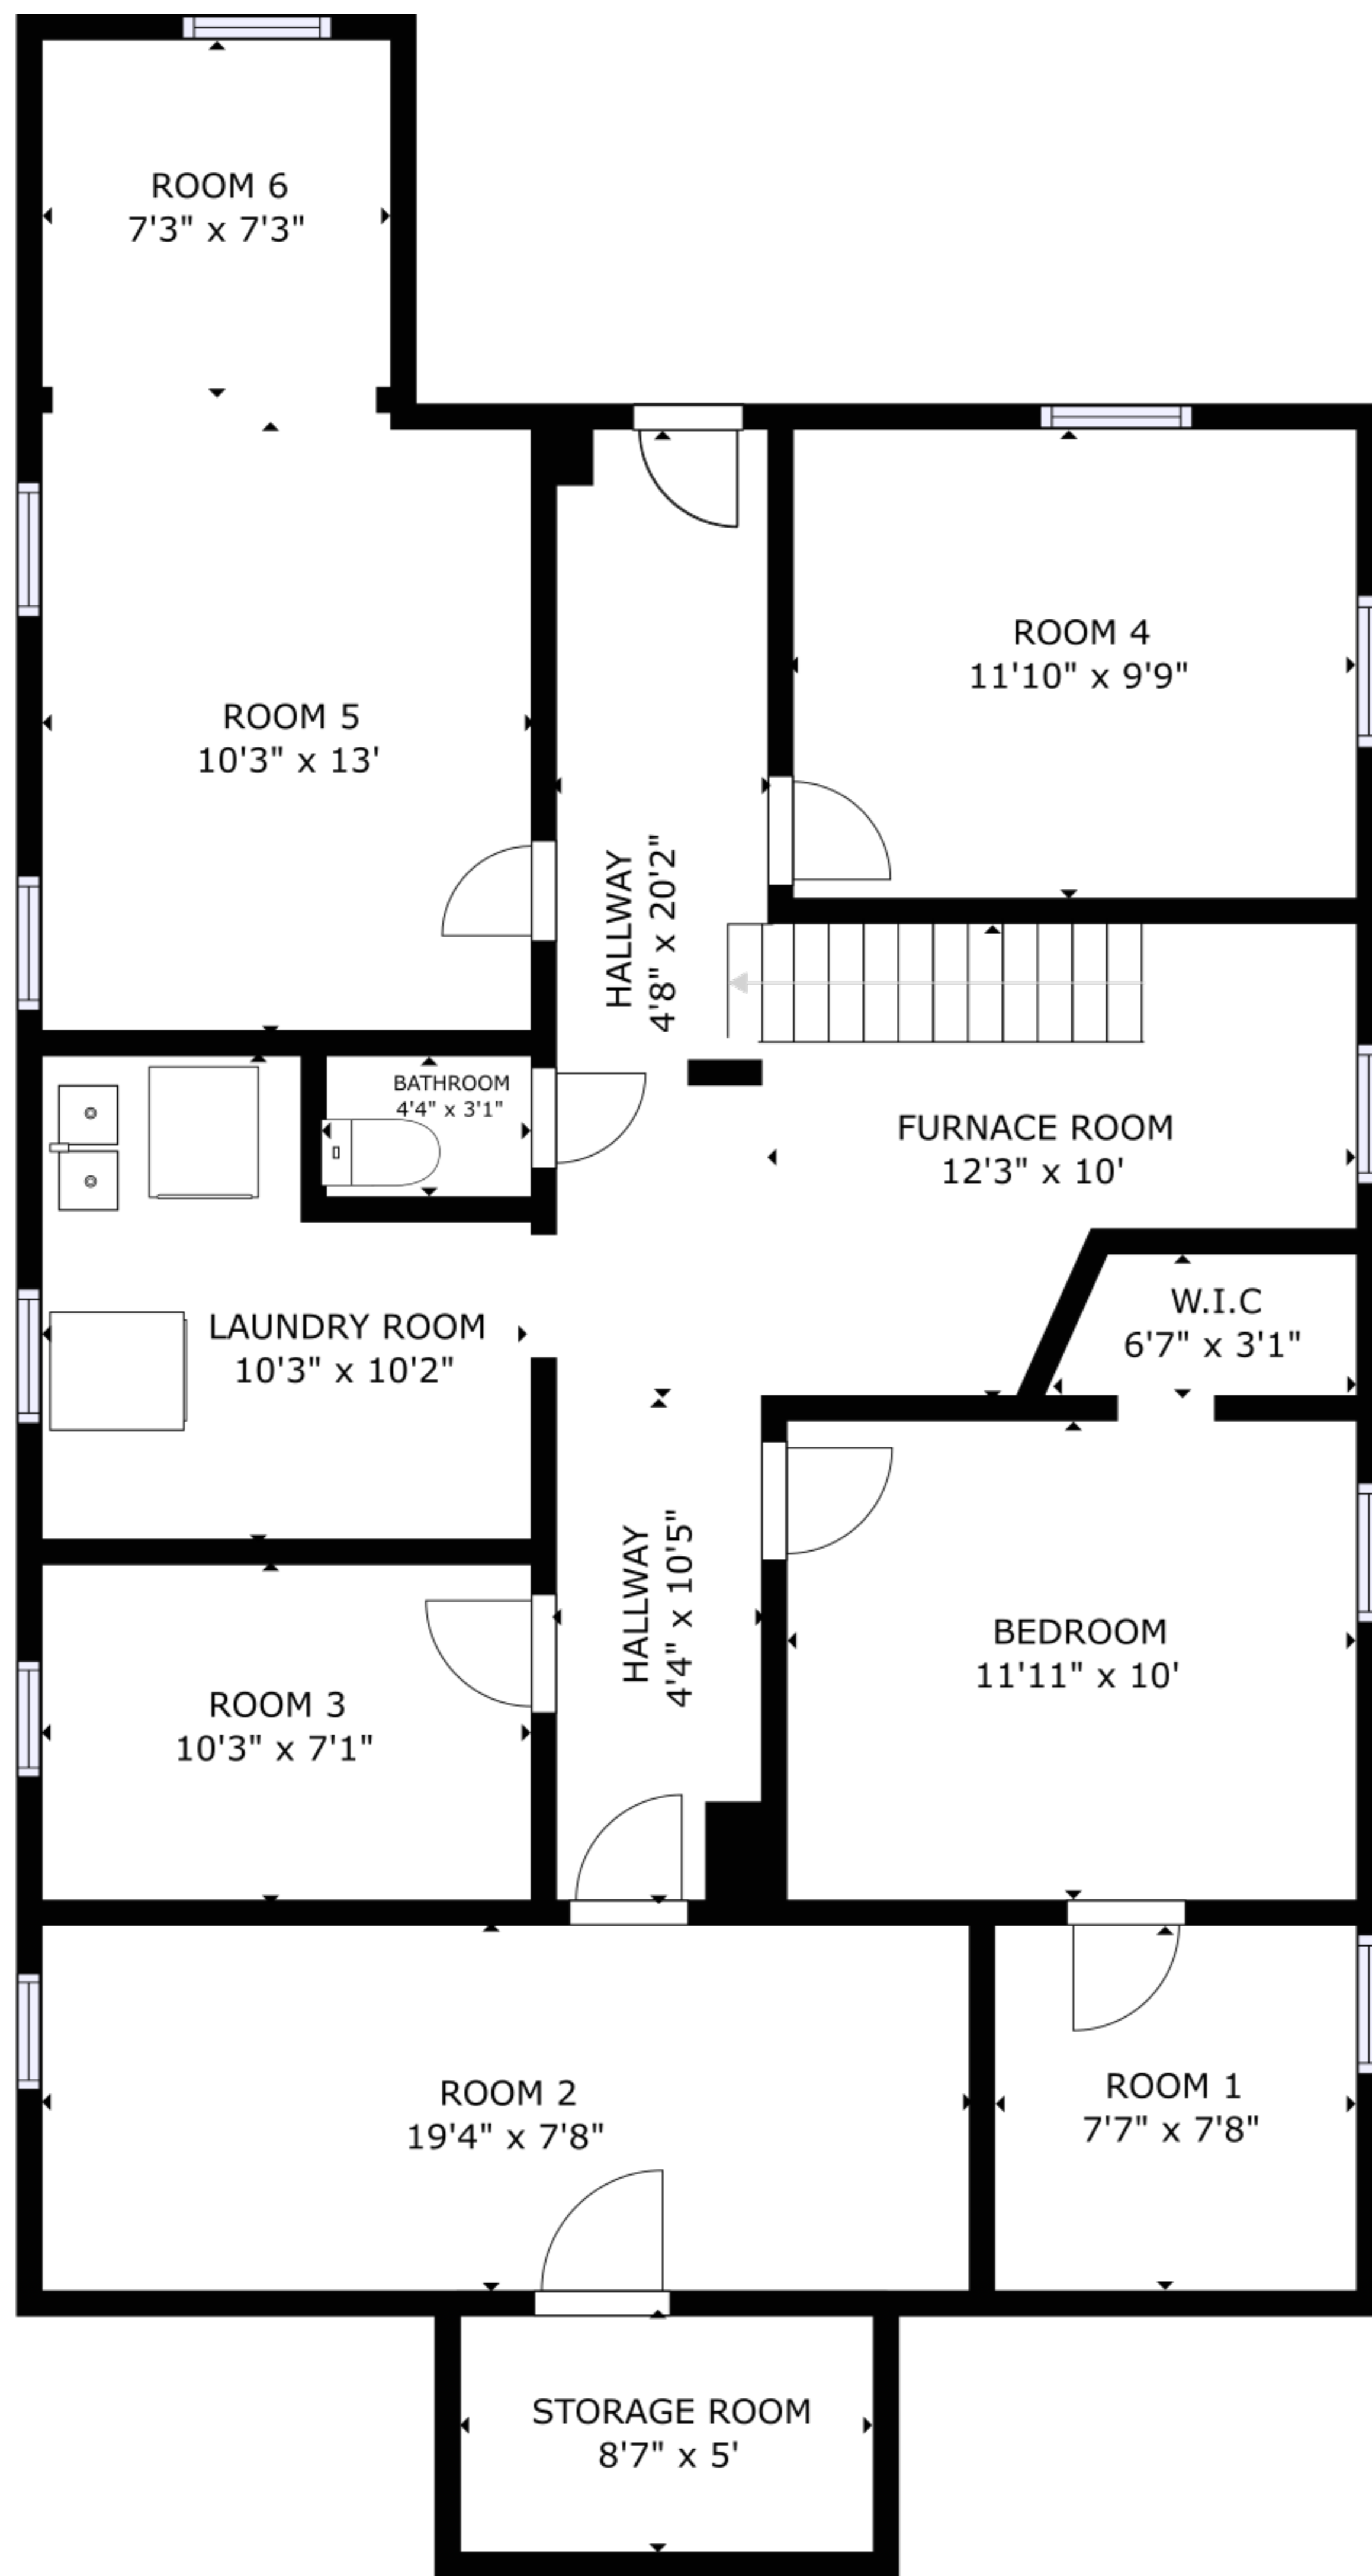 ROOM 6
7'3" x 7'3"
ROOM 4
11'10" x 9'9"
ROOM 5
10'3" x 13'
HALLWAY
4'8" x 20'2"
BATHROOM
4'4" x 3'1"
FURNACE ROOM
12'3" x 10'
W.I.C
6'7" x 3'1"
LAUNDRY ROOM
10'3" x 10'2"
HALLWAY
4'4" x 10'5"
BEDROOM
11'11" x 10'
ROOM 3
10'3" x 7'1"
ROOM 2
19'4" x 7'8"
ROOM 1
7'7" x 7'8"
STORAGE ROOM
8'7" x 5'